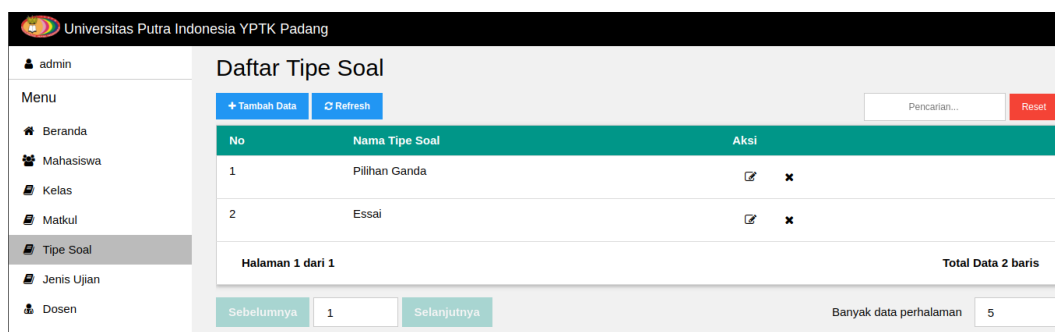 Universitas Putra Indonesia YPTK Padang
admin
Menu
Beranda
Mahasiswa
Kelas
Matkul
Tipe Soal
Jenis Ujian
Dosen
Daftar Tipe Soal
Tambah Data Refresh Pencarian... Reset
No Nama Tipe Soal Aksi
1 Pilihan Ganda
2 Essai
Halaman 1 dari 1 Total Data 2 baris
Sebelumnya 1 Selanjutnya Banyak data perhalaman 5